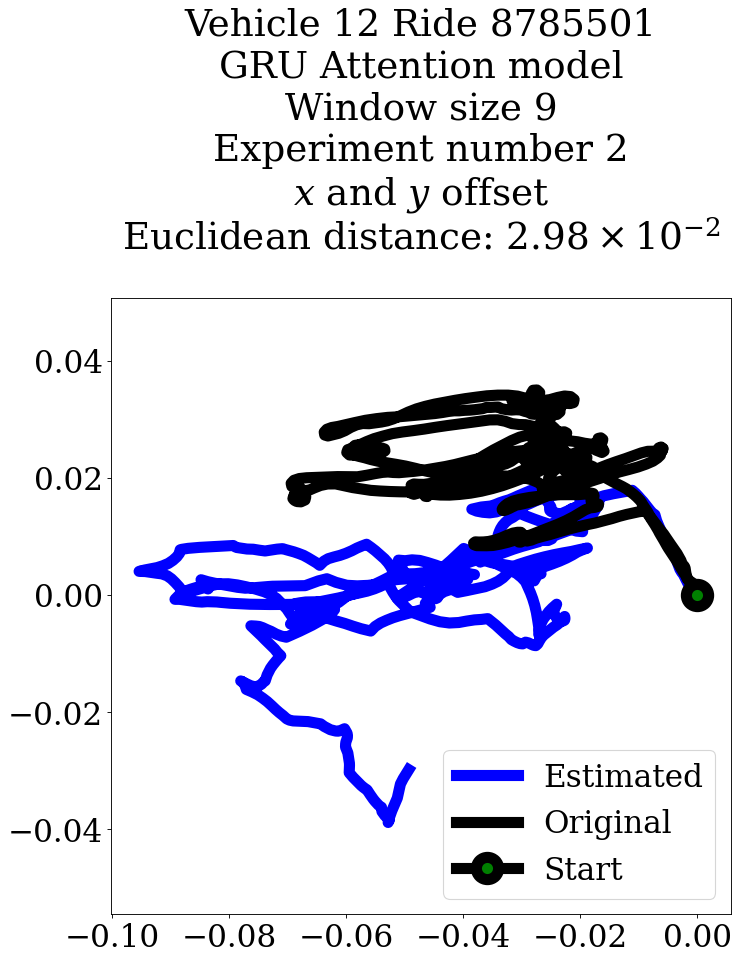 Vehicle 12 Ride 8785501
GRU Attention model
Window size 9
Experiment number 2
x and y offset
Euclidean distance: 2.98 × 10⁻²
0.04
0.02
0.00
−0.02
−0.04
Estimated
Original
Start
−0.10 −0.08 −0.06 −0.04 −0.02 0.00